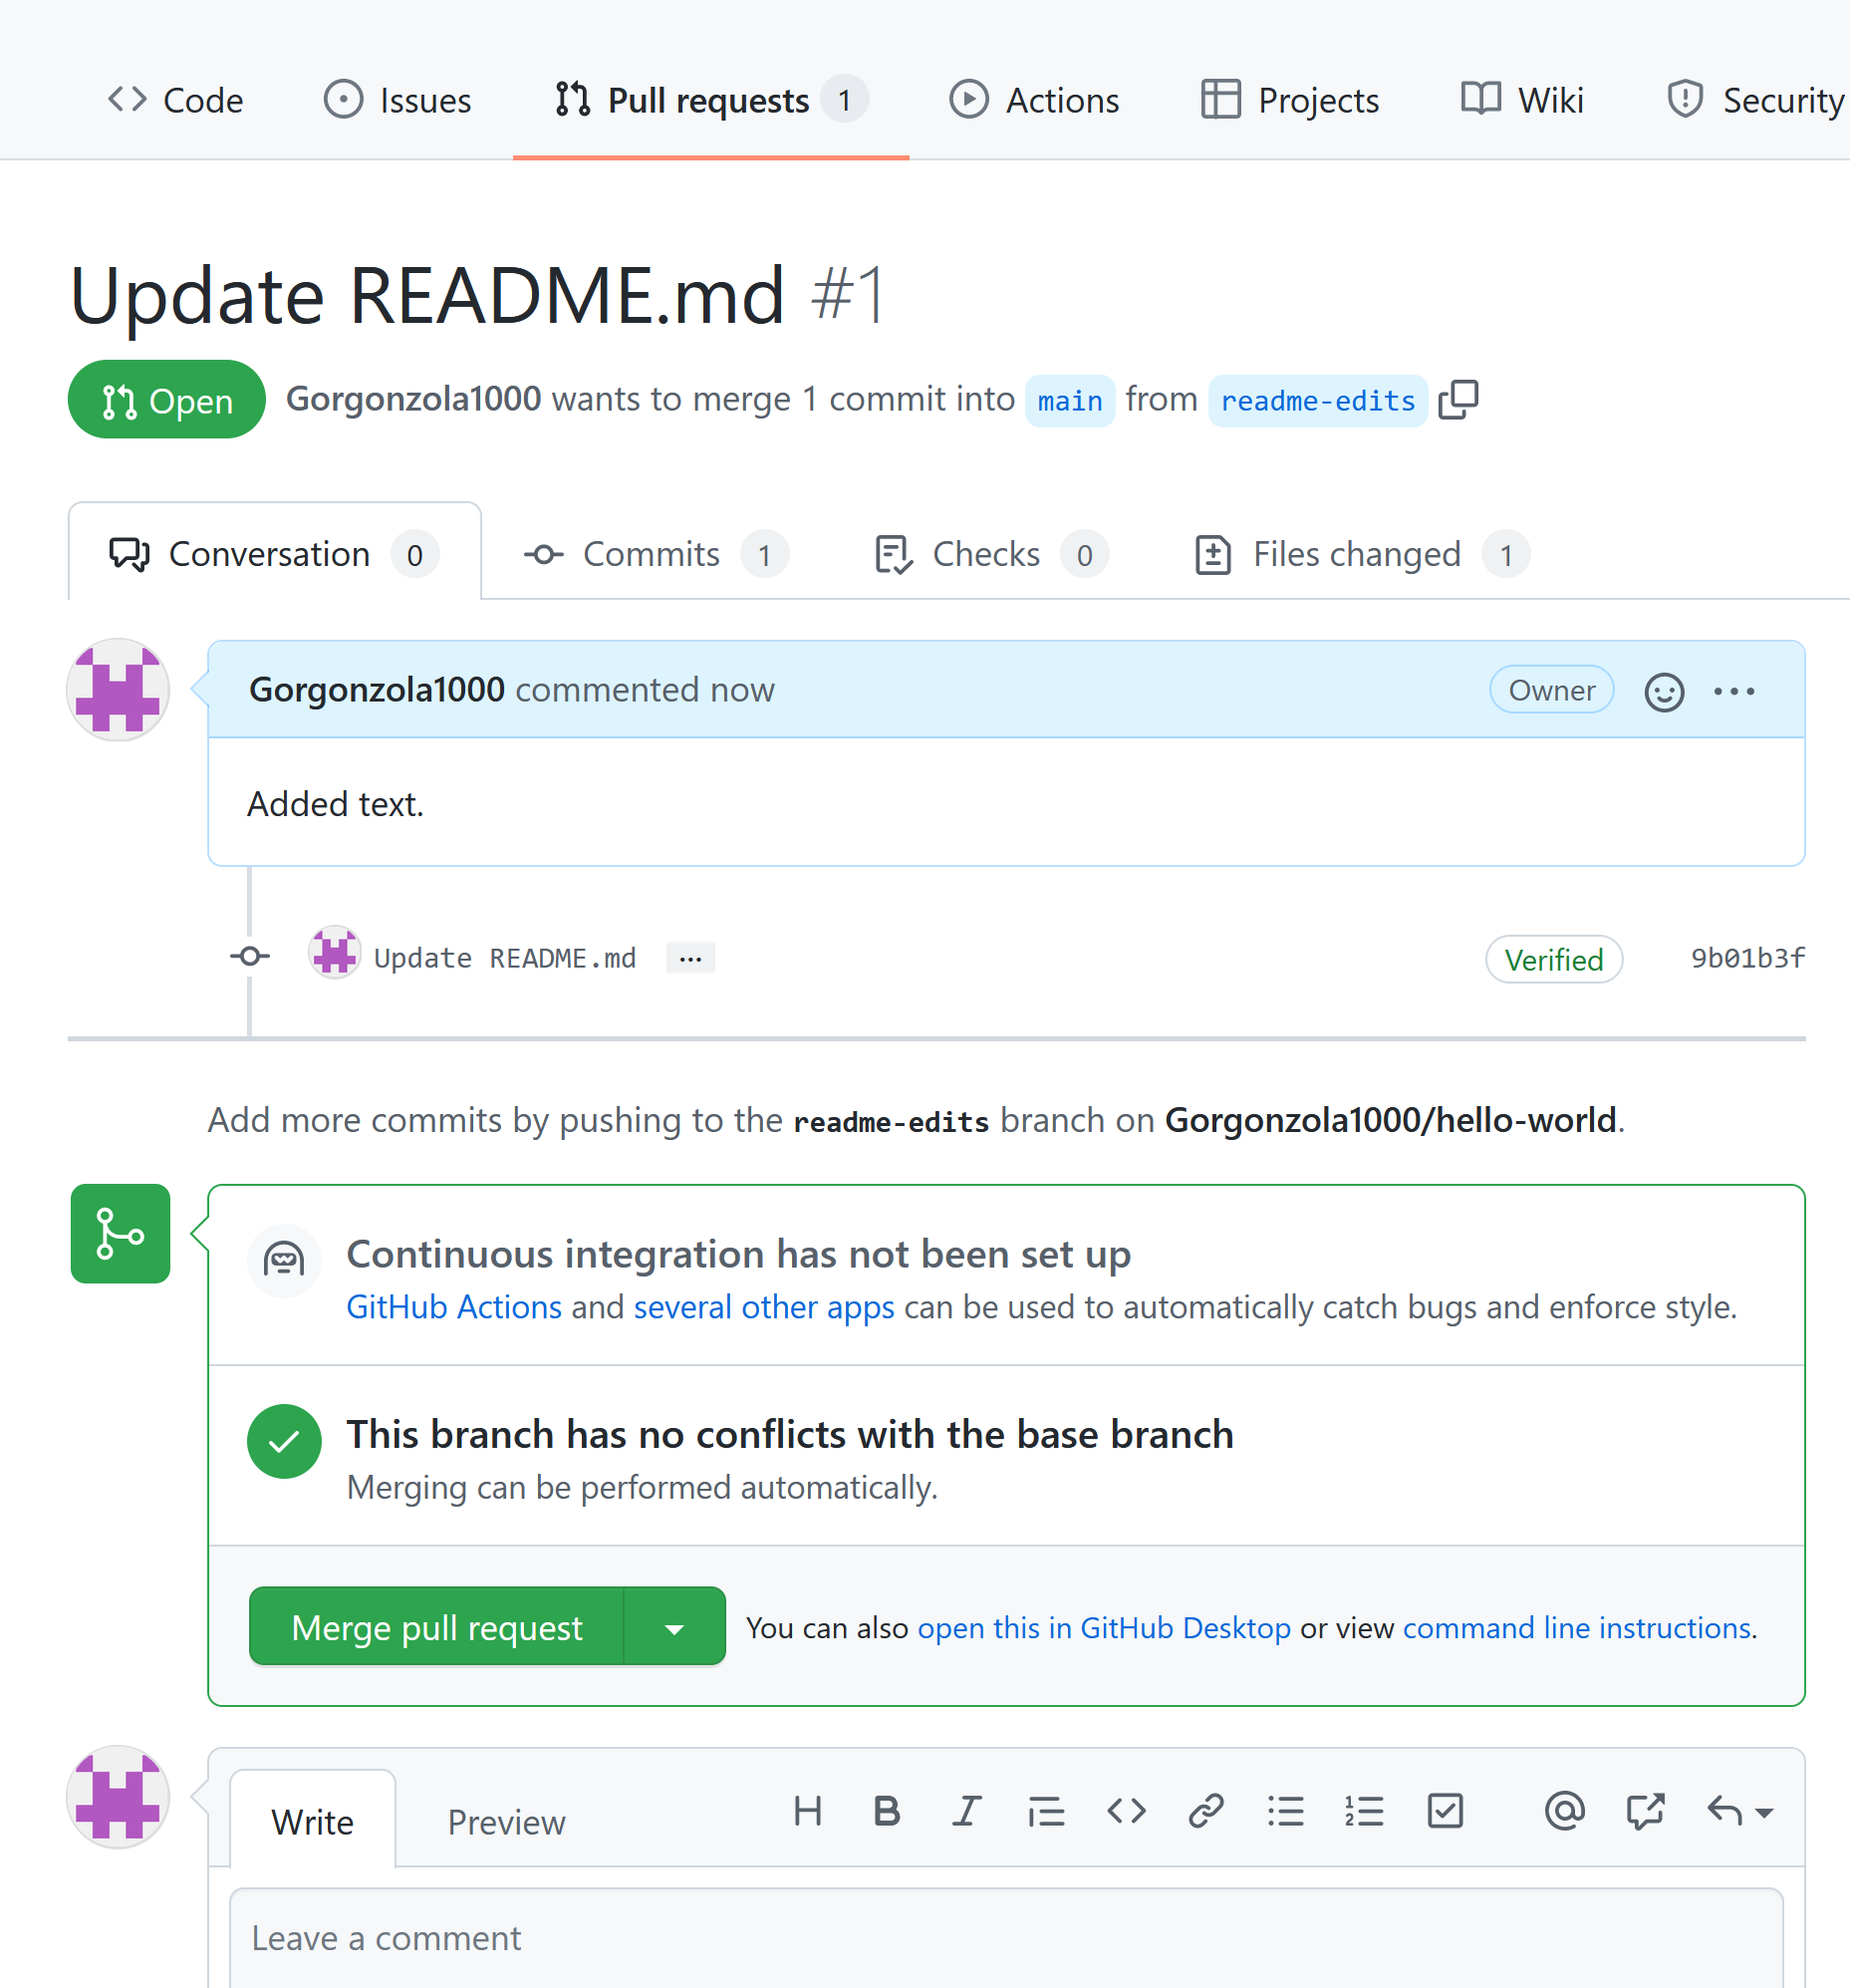 Code Issues Pull requests 1 Actions Projects Wiki Security
Update README.md #1
Open Gorgonzola1000 wants to merge 1 commit into main from readme-edits
Conversation 0 Commits 1 Checks 0 Files changed 1
Gorgonzola1000 commented now Owner ...
Added text.
Update README.md ... Verified 9b01b3f
Add more commits by pushing to the readme-edits branch on Gorgonzola1000/hello-world.
Continuous integration has not been set up
GitHub Actions and several other apps can be used to automatically catch bugs and enforce style.
This branch has no conflicts with the base branch
Merging can be performed automatically.
Merge pull request You can also open this in GitHub Desktop or view command line instructions.
Write Preview H B I
Leave a comment